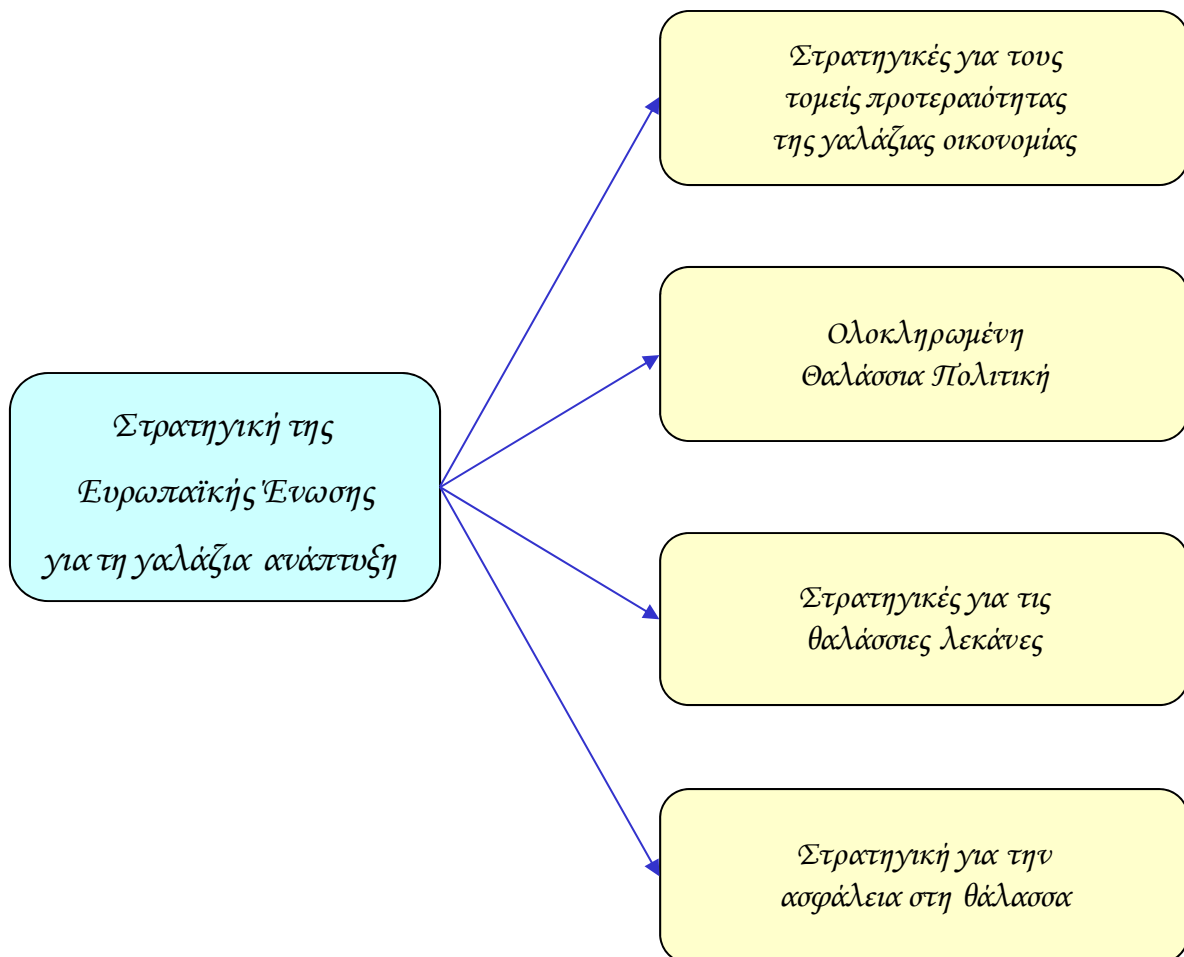 Στρατηγική της
Ευρωπαϊκής Ένωσης
για τη γαλάζια ανάπτυξη
Στρατηγικές για τους
τομείς προτεραιότητας
της γαλάζιας οικονομίας
Ολοκληρωμένη
Θαλάσσια Πολιτική
Στρατηγικές για τις
θαλάσσιες λεκάνες
Στρατηγική για την
ασφάλεια στη θάλασσα